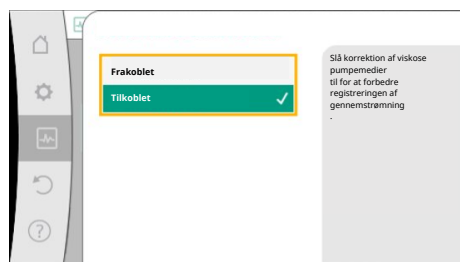 Frakoblet
Tilkoblet
Slå korrektion af viskose
pumpemedier
til for at forbedre
registreringen af
gennemstrømning
.